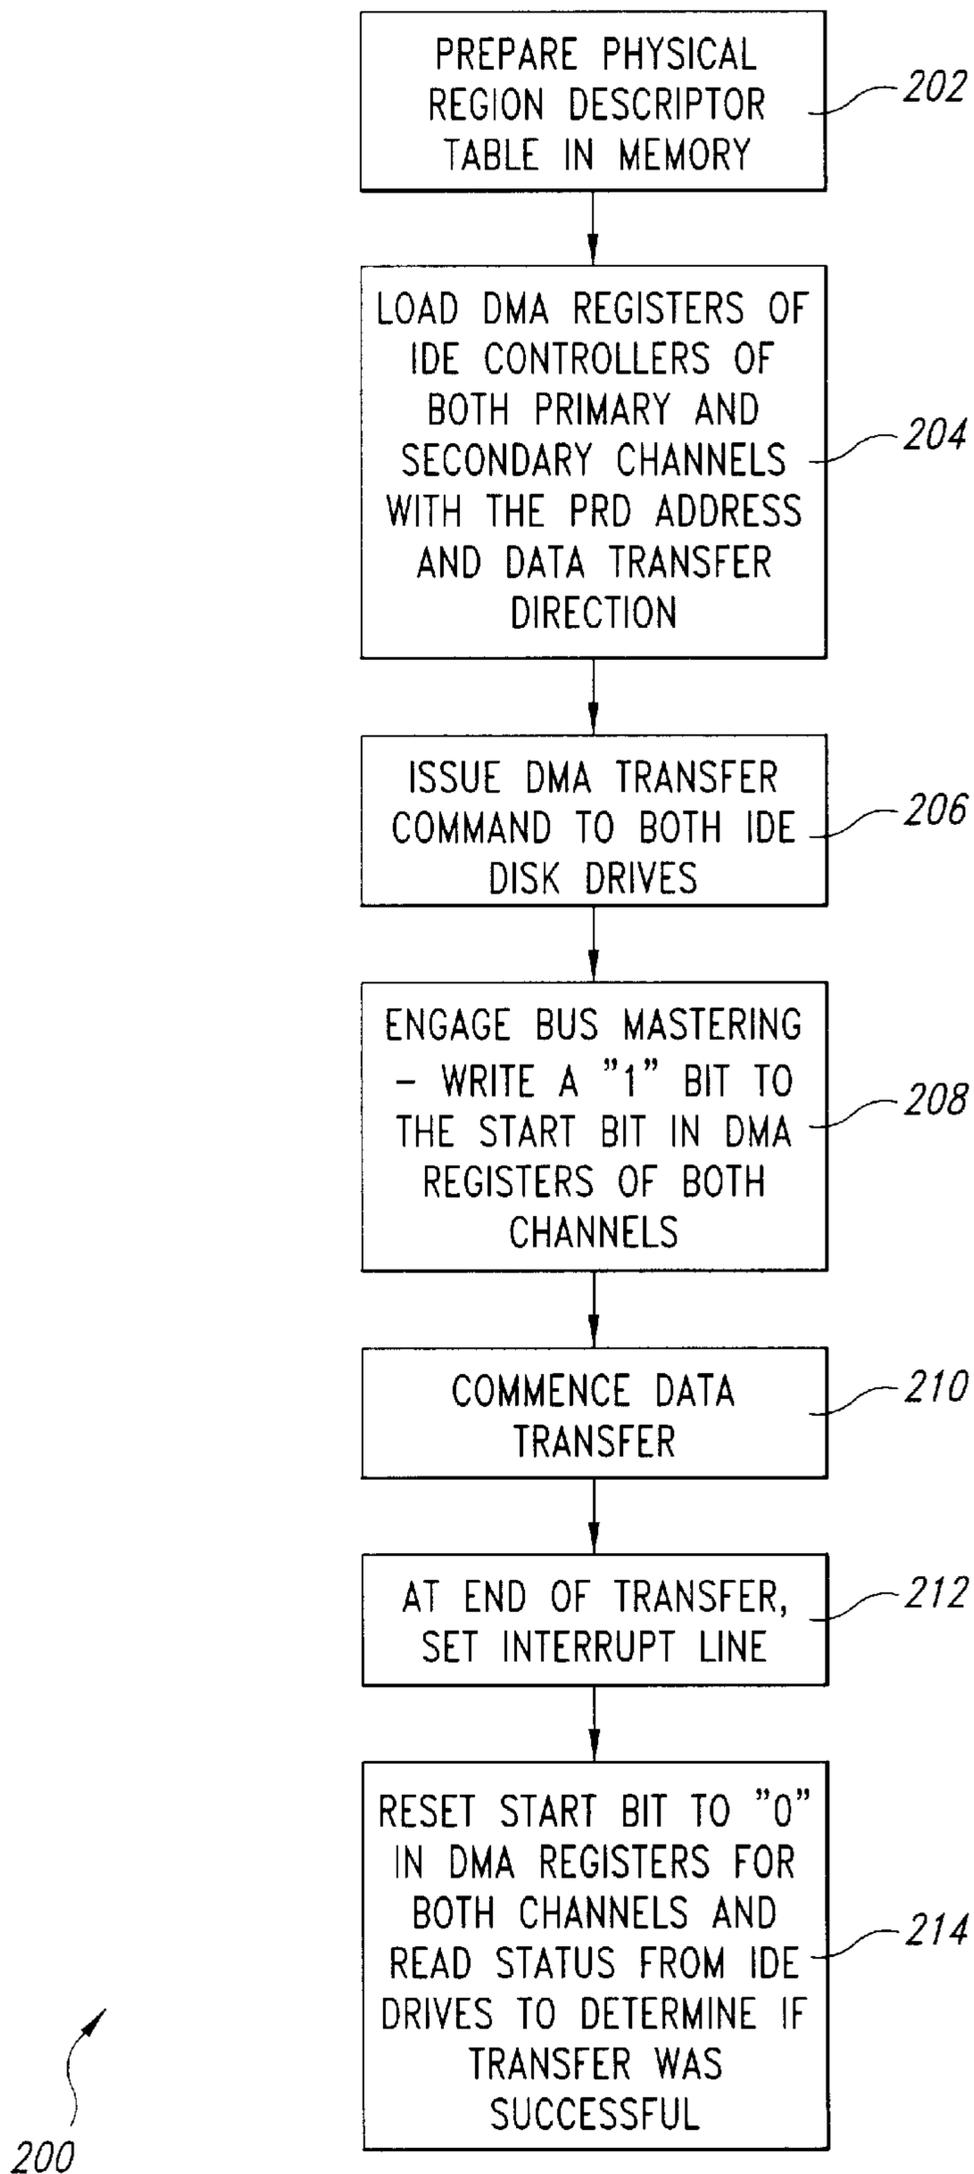 PREPARE PHYSICAL
REGION DESCRIPTOR
TABLE IN MEMORY
202
LOAD DMA REGISTERS OF
IDE CONTROLLERS OF
BOTH PRIMARY AND
SECONDARY CHANNELS
WITH THE PRD ADDRESS
AND DATA TRANSFER
DIRECTION
204
ISSUE DMA TRANSFER
COMMAND TO BOTH IDE
DISK DRIVES
206
ENGAGE BUS MASTERING
– WRITE A ”1” BIT TO
THE START BIT IN DMA
REGISTERS OF BOTH
CHANNELS
208
COMMENCE DATA
TRANSFER
210
AT END OF TRANSFER,
SET INTERRUPT LINE
212
RESET START BIT TO ”0”
IN DMA REGISTERS FOR
BOTH CHANNELS AND
READ STATUS FROM IDE
DRIVES TO DETERMINE IF
TRANSFER WAS
SUCCESSFUL
214
200